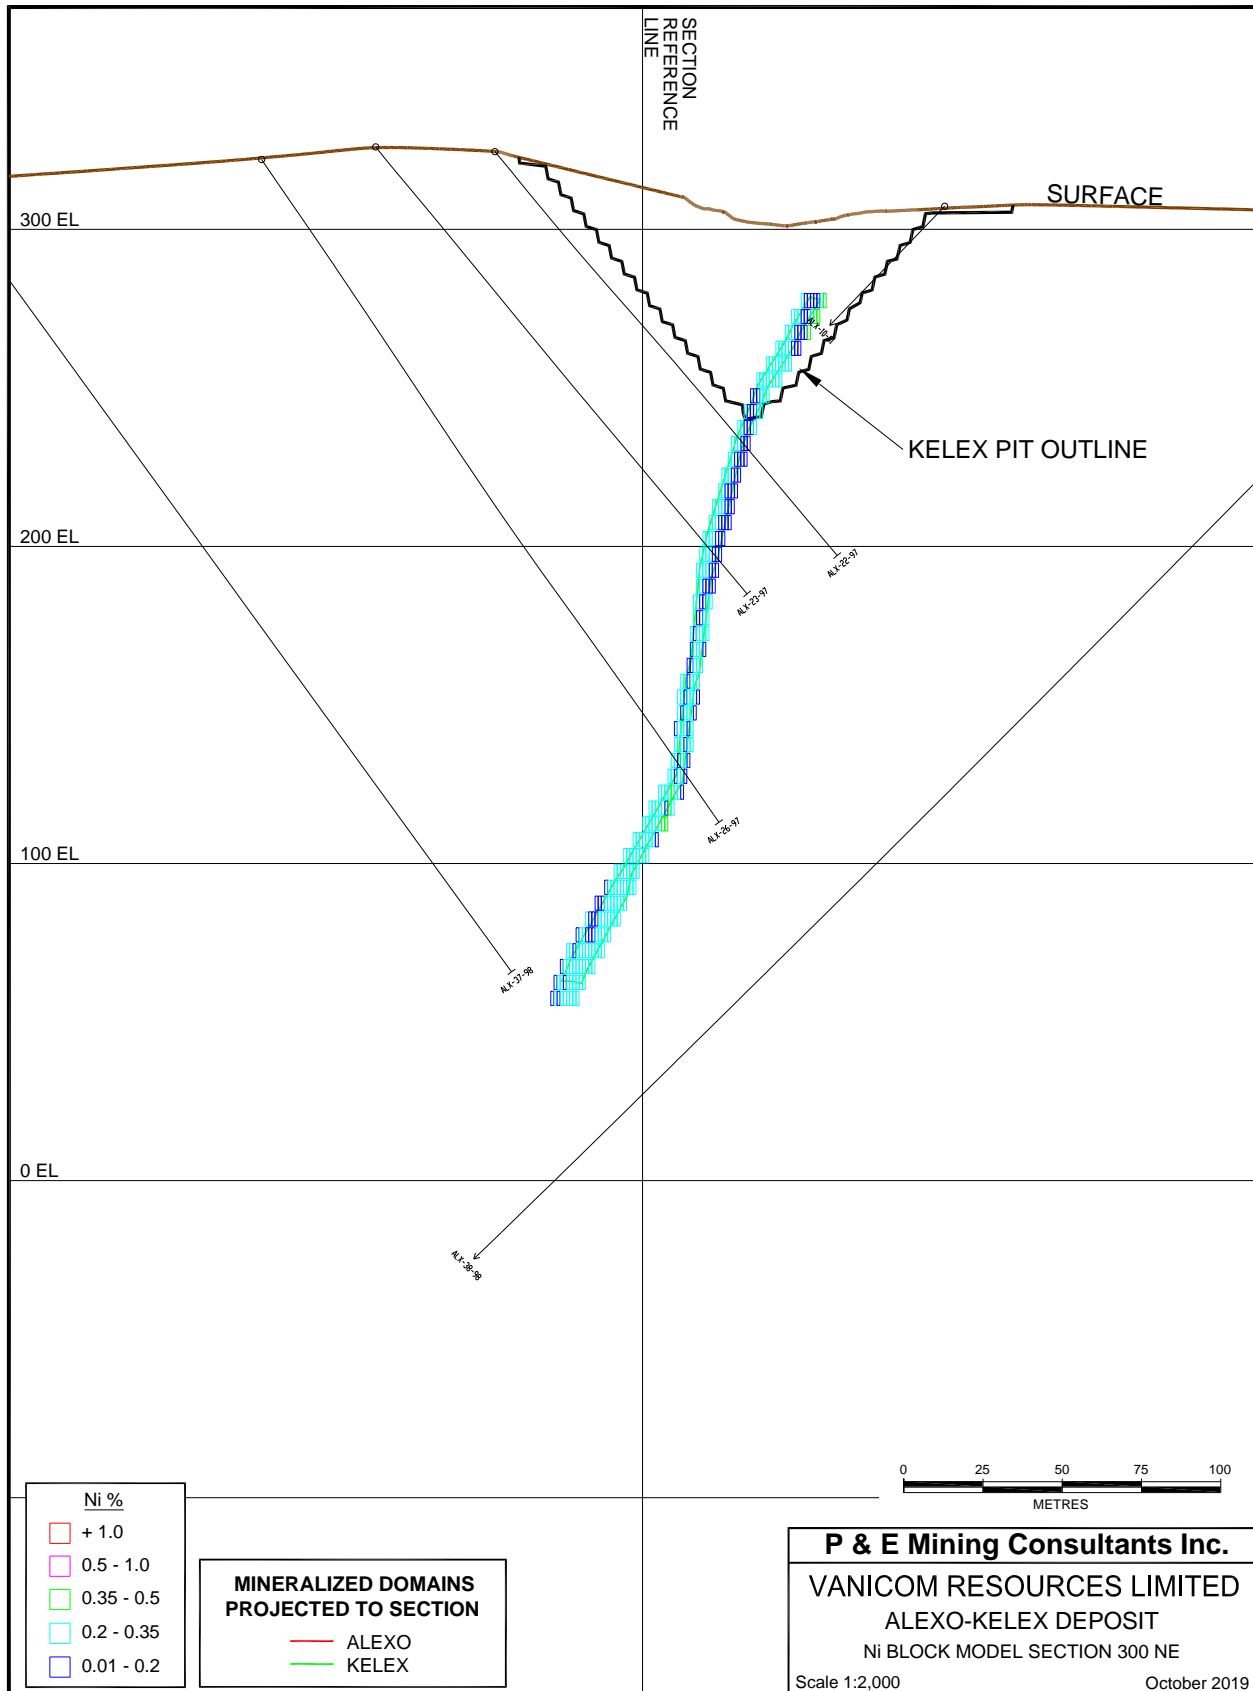 SECTION
REFERENCE
LINE
SURFACE
300 EL
ALX-10-
KELEX PIT OUTLINE
200 EL
ALX-22-97
ALX-23-97
ALX-26-97
100 EL
ALX-37-98
0 EL
ALX-38-98
Ni %
+ 1.0
0.5 - 1.0
0.35 - 0.5
0.2 - 0.35
0.01 - 0.2
MINERALIZED DOMAINS
PROJECTED TO SECTION
ALEXO
KELEX
0 25 50 75 100
METRES
P & E Mining Consultants Inc.
VANICOM RESOURCES LIMITED
ALEXO-KELEX DEPOSIT
Ni BLOCK MODEL SECTION 300 NE
Scale 1:2,000 October 2019